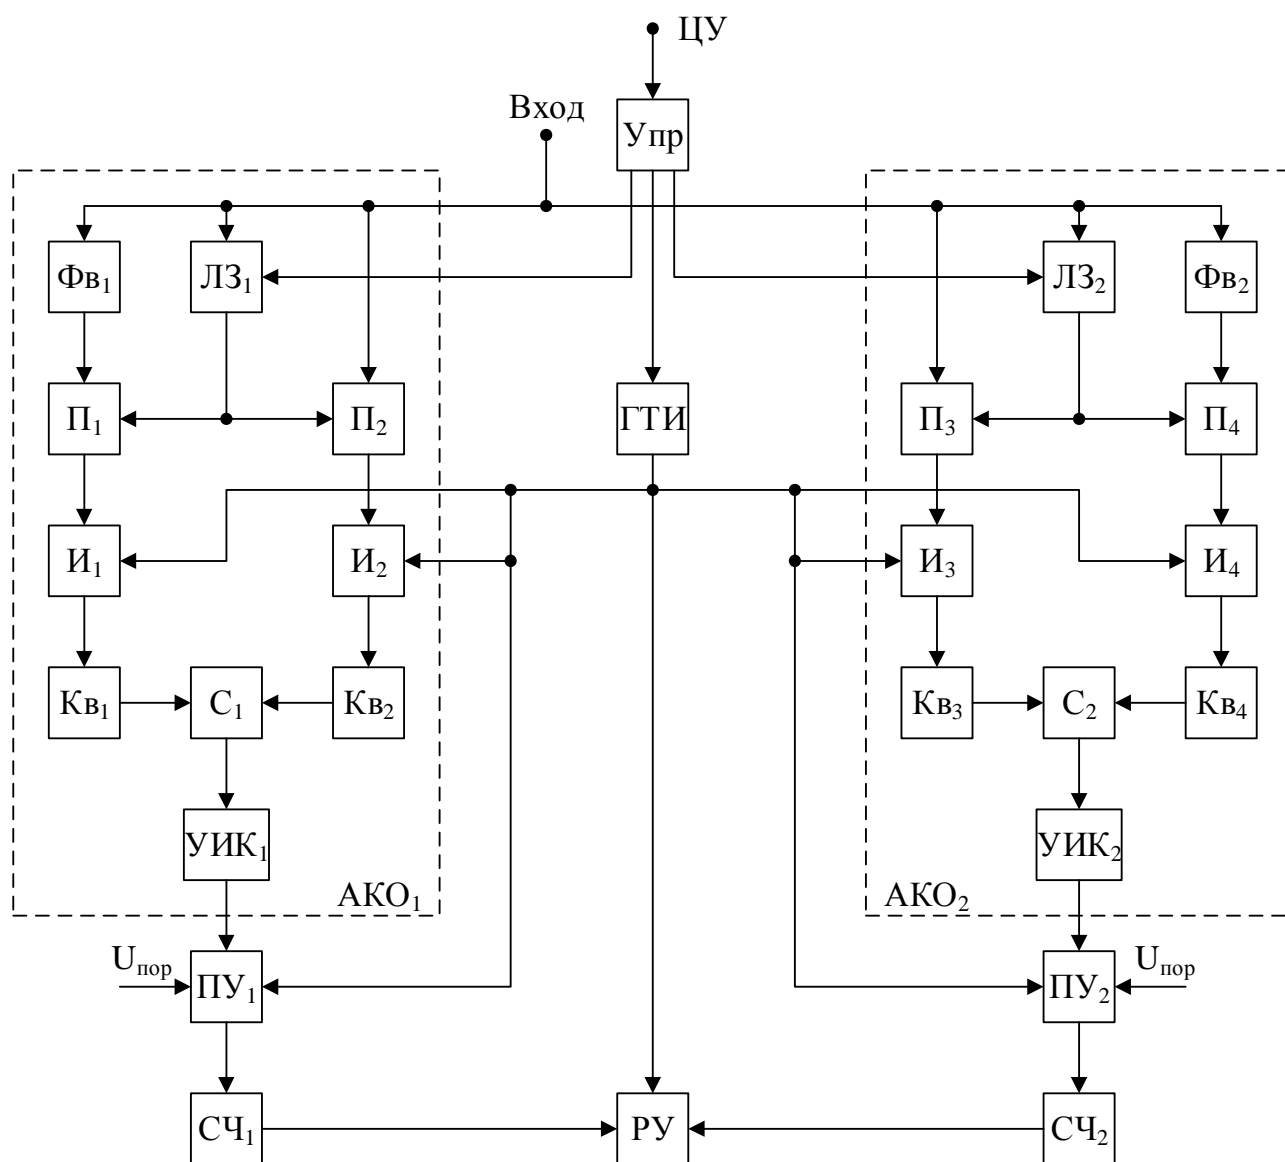 ЦУ
Вход
Упр
Фв₁ ЛЗ₁ ЛЗ₂ Фв₂
П₁ П₂ ГТИ П₃ П₄
И₁ И₂ И₃ И₄
Кв₁ С₁ Кв₂ Кв₃ С₂ Кв₄
УИК₁ УИК₂
АКО₁ АКО₂
Uпор ПУ₁ ПУ₂ Uпор
СЧ₁ РУ СЧ₂